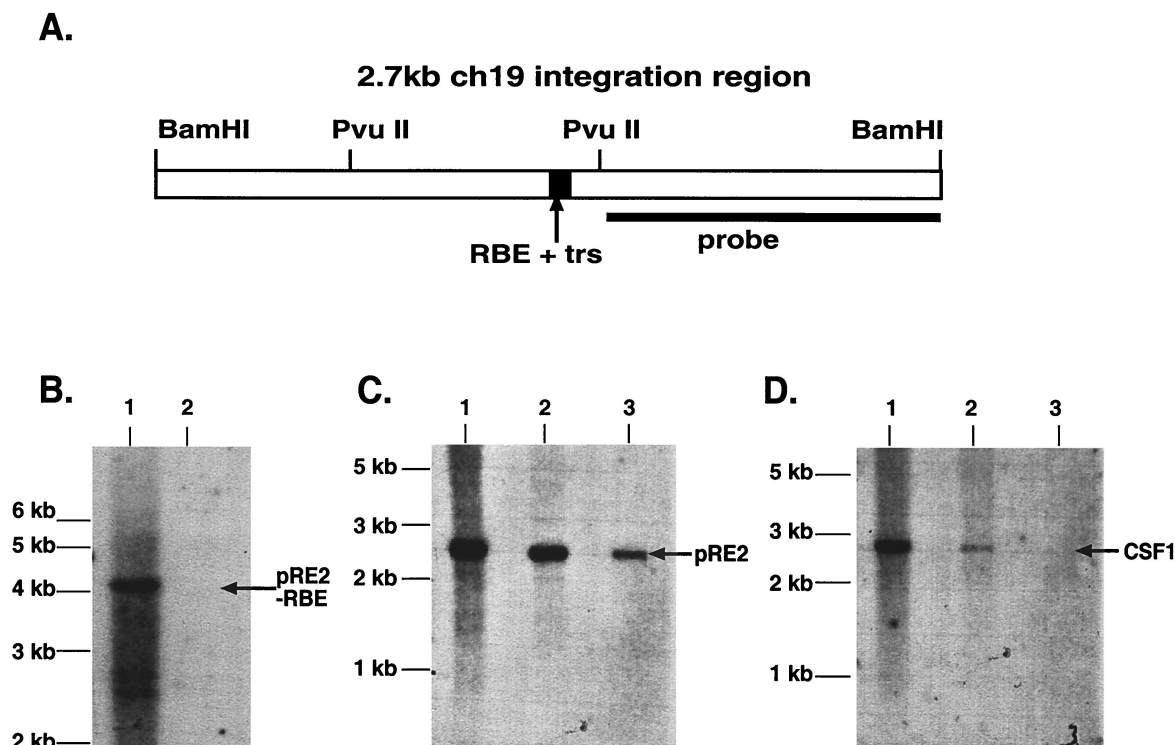 A.
2.7kb ch19 integration region
BamHI Pvu II Pvu II BamHI
RBE + trs
probe
B.
1 2
6 kb
5 kb
4 kb
3 kb
2 kb
pRE2
-RBE
C.
1 2 3
5 kb
3 kb
2 kb
1 kb
pRE2
D.
1 2 3
5 kb
3 kb
2 kb
1 kb
CSF1